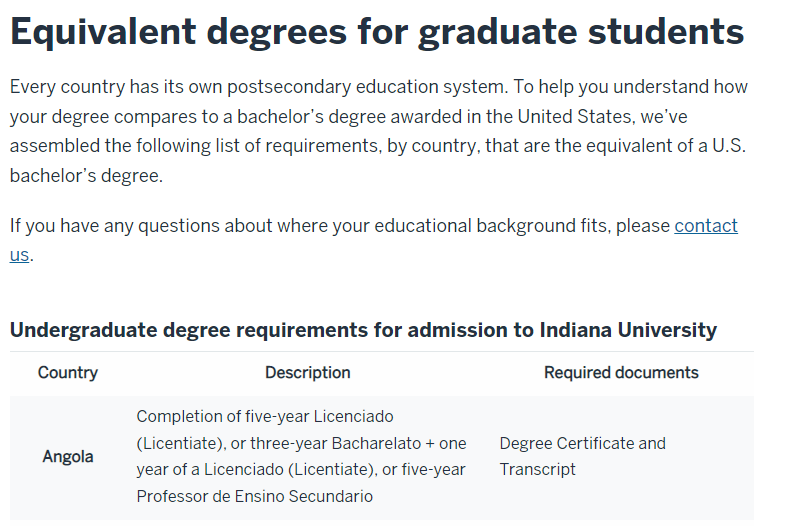 Equivalent degrees for graduate students
Every country has its own postsecondary education system. To help you understand how
your degree compares to a bachelor’s degree awarded in the United States, we’ve
assembled the following list of requirements, by country, that are the equivalent of a U.S.
bachelor’s degree.
If you have any questions about where your educational background fits, please contact
us.
Undergraduate degree requirements for admission to Indiana University
Country Description Required documents
Angola
Completion of five-year Licenciado
(Licentiate), or three-year Bacharelato + one
year of a Licenciado (Licentiate), or five-year
Professor de Ensino Secundario
Degree Certificate and
Transcript